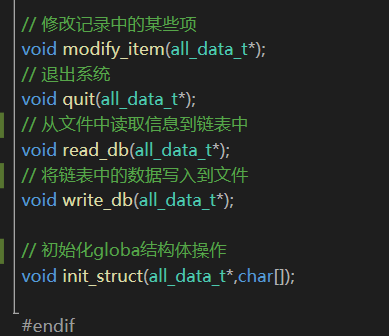 // 修改记录中的某些项
void modify_item(all_data_t*);
// 退出系统
void quit(all_data_t*);
// 从文件中读取信息到链表中
void read_db(all_data_t*);
// 将链表中的数据写入到文件
void write_db(all_data_t*);
// 初始化globa结构体操作
void init_struct(all_data_t*,char[]);
#endif